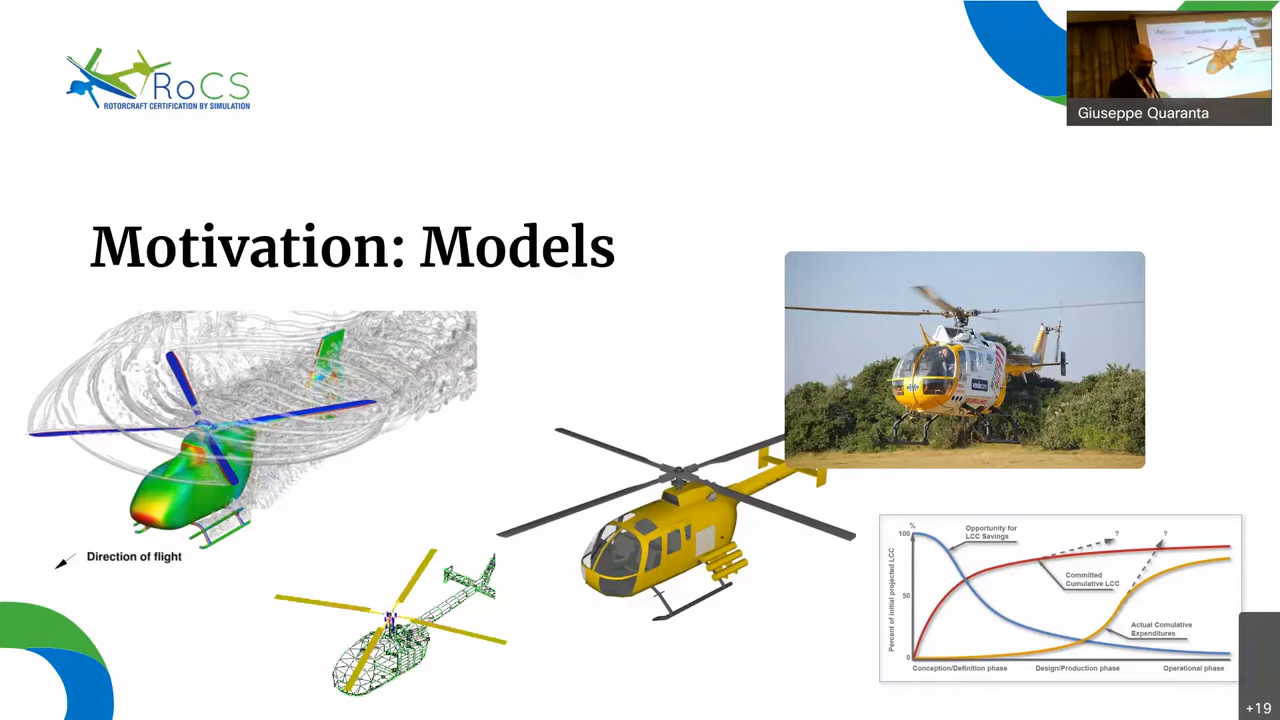 RoCS
ROTORCRAFT CERTIFICATION BY SIMULATION
Giuseppe Quaranta
Motivation: Models
Direction of flight
%
100
50
0
Percent of initial projected LCC
Opportunity for
LCC Savings
?
?
Committed
Cumulative LCC
Actual Comulative
Expenditures
Conception/Definition phase
Design/Production phase
Operational phase
+19